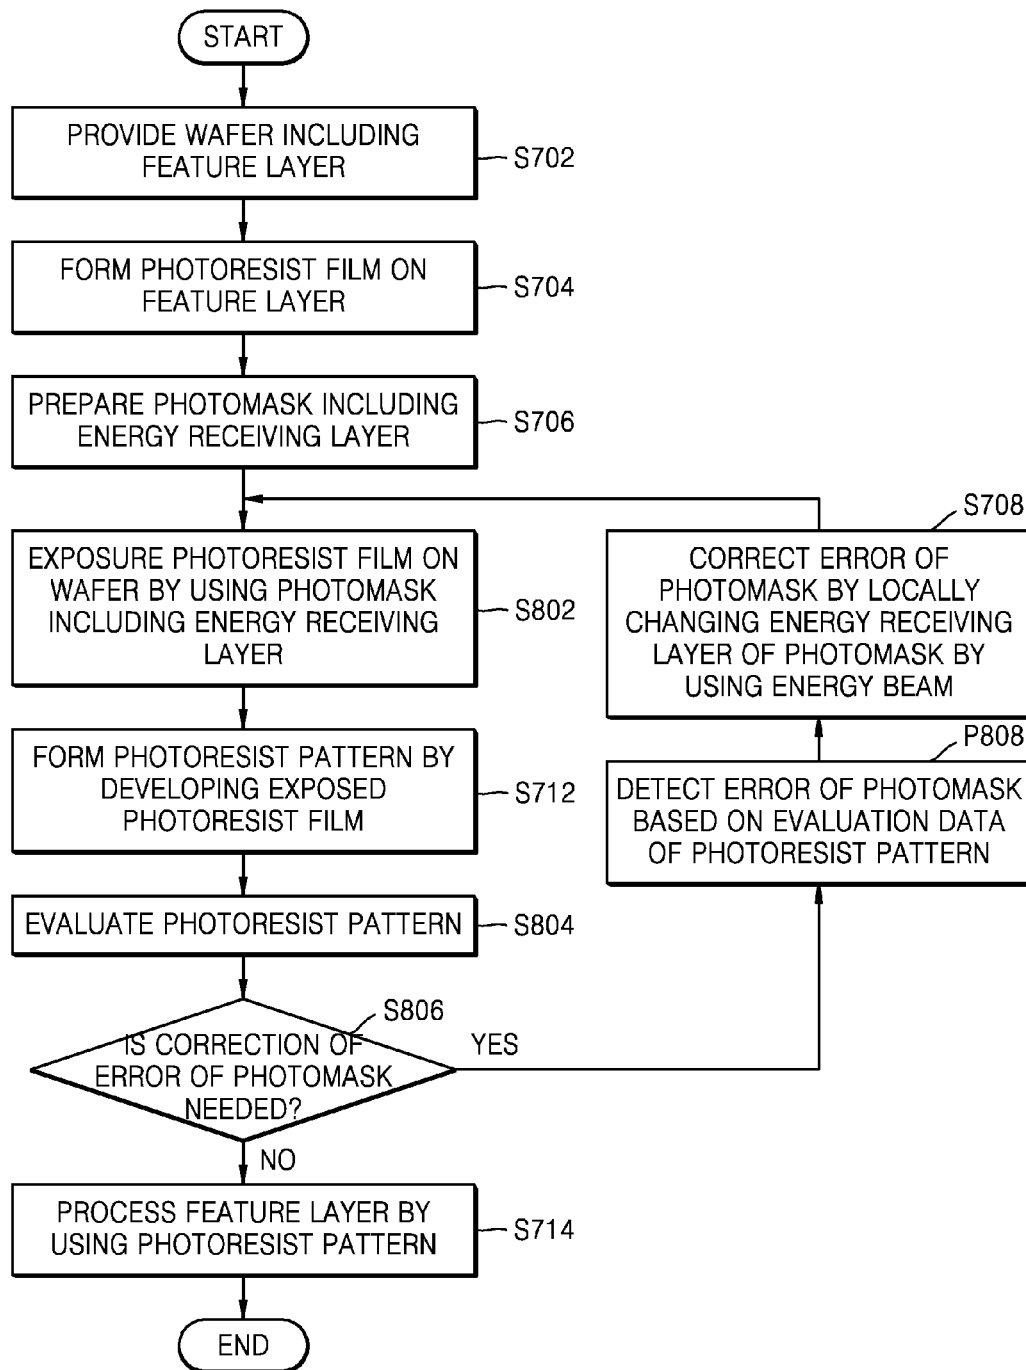 START
PROVIDE WAFER INCLUDING
FEATURE LAYER
S702
FORM PHOTORESIST FILM ON
FEATURE LAYER
S704
PREPARE PHOTOMASK INCLUDING
ENERGY RECEIVING LAYER
S706
EXPOSURE PHOTORESIST FILM ON
WAFER BY USING PHOTOMASK
INCLUDING ENERGY RECEIVING
LAYER
S802
FORM PHOTORESIST PATTERN BY
DEVELOPING EXPOSED
PHOTORESIST FILM
S712
EVALUATE PHOTORESIST PATTERN
S804
S806
IS CORRECTION OF
ERROR OF PHOTOMASK
NEEDED?
YES
NO
S708
CORRECT ERROR OF
PHOTOMASK BY LOCALLY
CHANGING ENERGY RECEIVING
LAYER OF PHOTOMASK BY
USING ENERGY BEAM
P808
DETECT ERROR OF PHOTOMASK
BASED ON EVALUATION DATA
OF PHOTORESIST PATTERN
PROCESS FEATURE LAYER BY
USING PHOTORESIST PATTERN
S714
END